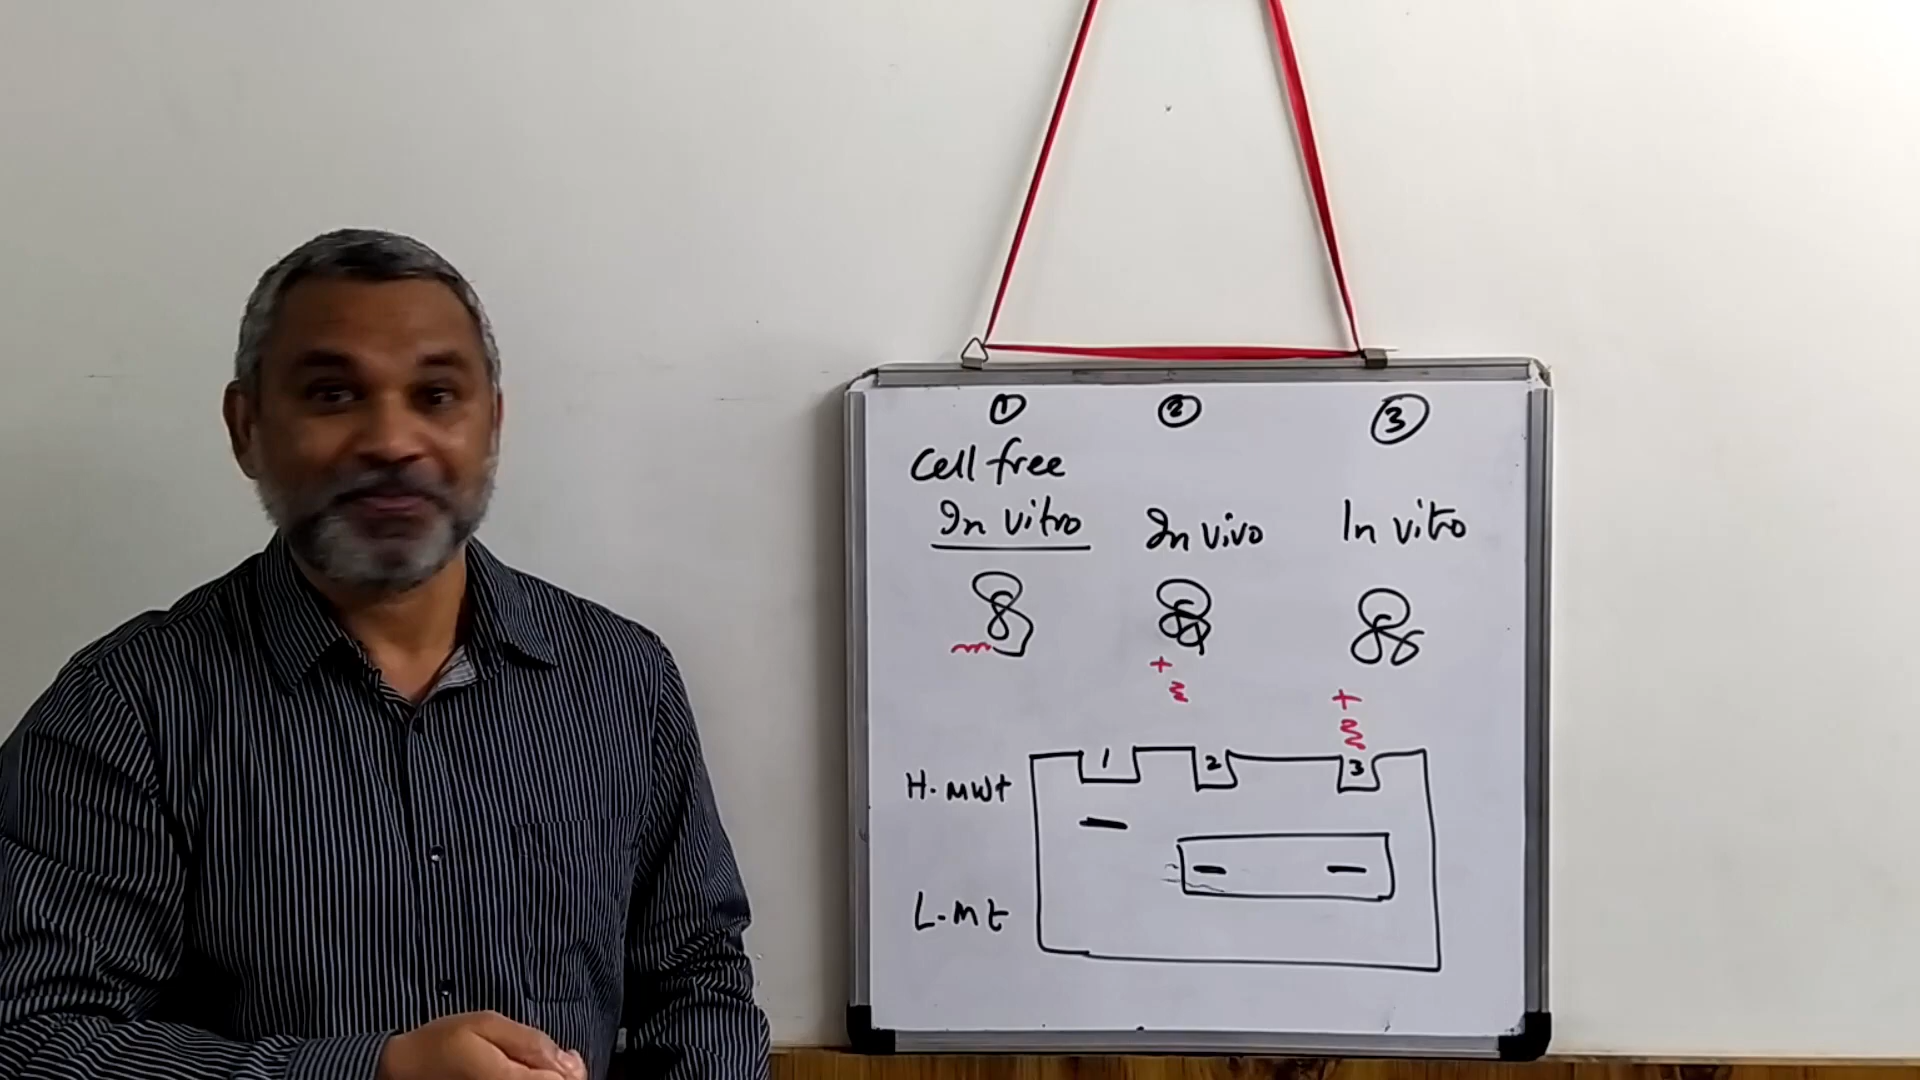 ① ② ③
Cell free
In vitro In vivo In vitro
+
+
1 2 3
H. MWt
L. Mt